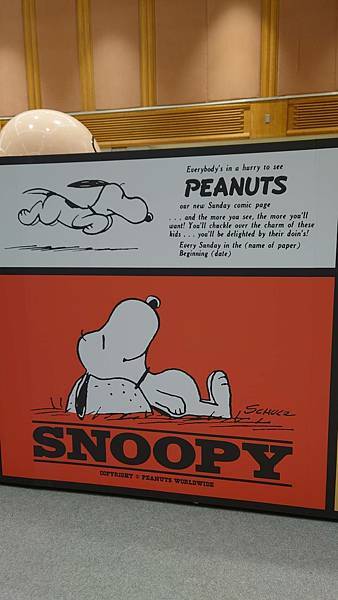 Everybody's in a hurry to see
PEANUTS
our new Sunday comic page
. . . and the more you see, the more you'll
want! You'll chuckle over the charm of these
kids . . . you'll be delighted by their doin's!
Every Sunday in the (name of paper)
Beginning (date)
SCHULZ
SNOOPY
COPYRIGHT © PEANUTS WORLDWIDE